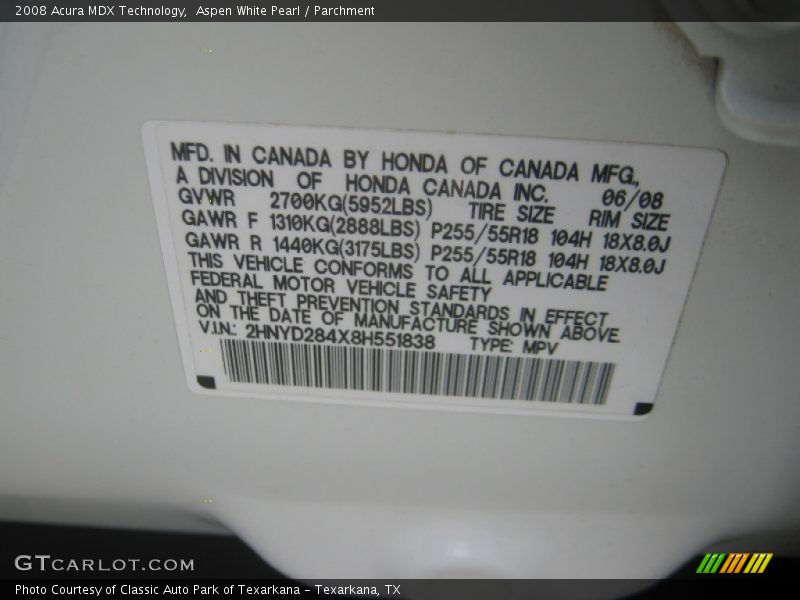 2008 Acura MDX Technology,  Aspen White Pearl / Parchment
MFD. IN CANADA BY HONDA OF CANADA MFG.,
A DIVISION OF HONDA CANADA INC. 06/08
GVWR 2700KG(5952LBS) TIRE SIZE RIM SIZE
GAWR F 1310KG(2888LBS) P255/55R18 104H 18X8.0J
GAWR R 1440KG(3175LBS) P255/55R18 104H 18X8.0J
THIS VEHICLE CONFORMS TO ALL APPLICABLE
FEDERAL MOTOR VEHICLE SAFETY
AND THEFT PREVENTION STANDARDS IN EFFECT
ON THE DATE OF MANUFACTURE SHOWN ABOVE.
V.I.N.: 2HNYD284X8H551838 TYPE: MPV
GTCARLOT.COM
Photo Courtesy of Classic Auto Park of Texarkana - Texarkana, TX